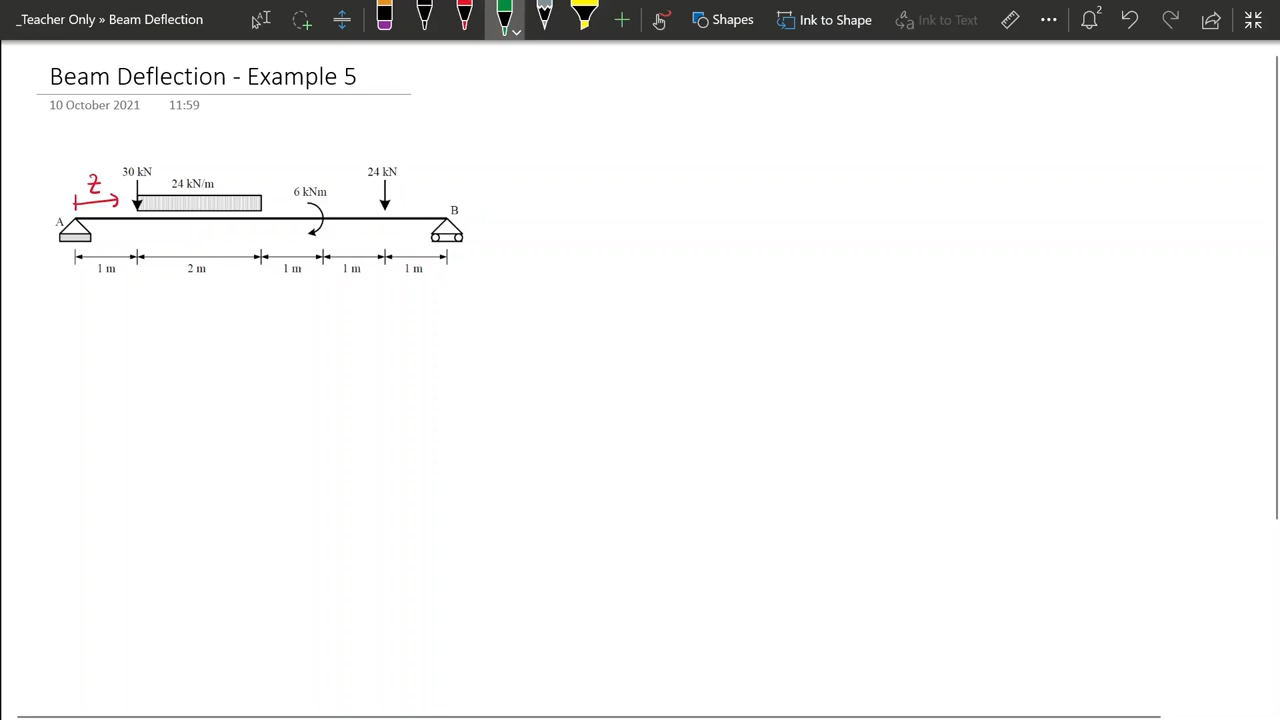 _Teacher Only » Beam Deflection
Shapes
Ink to Shape
Ink to Text
2
Beam Deflection - Example 5
10 October 2021 11:59
30 kN
24 kN
z
24 kN/m
6 kNm
A
B
1 m
2 m
1 m
1 m
1 m